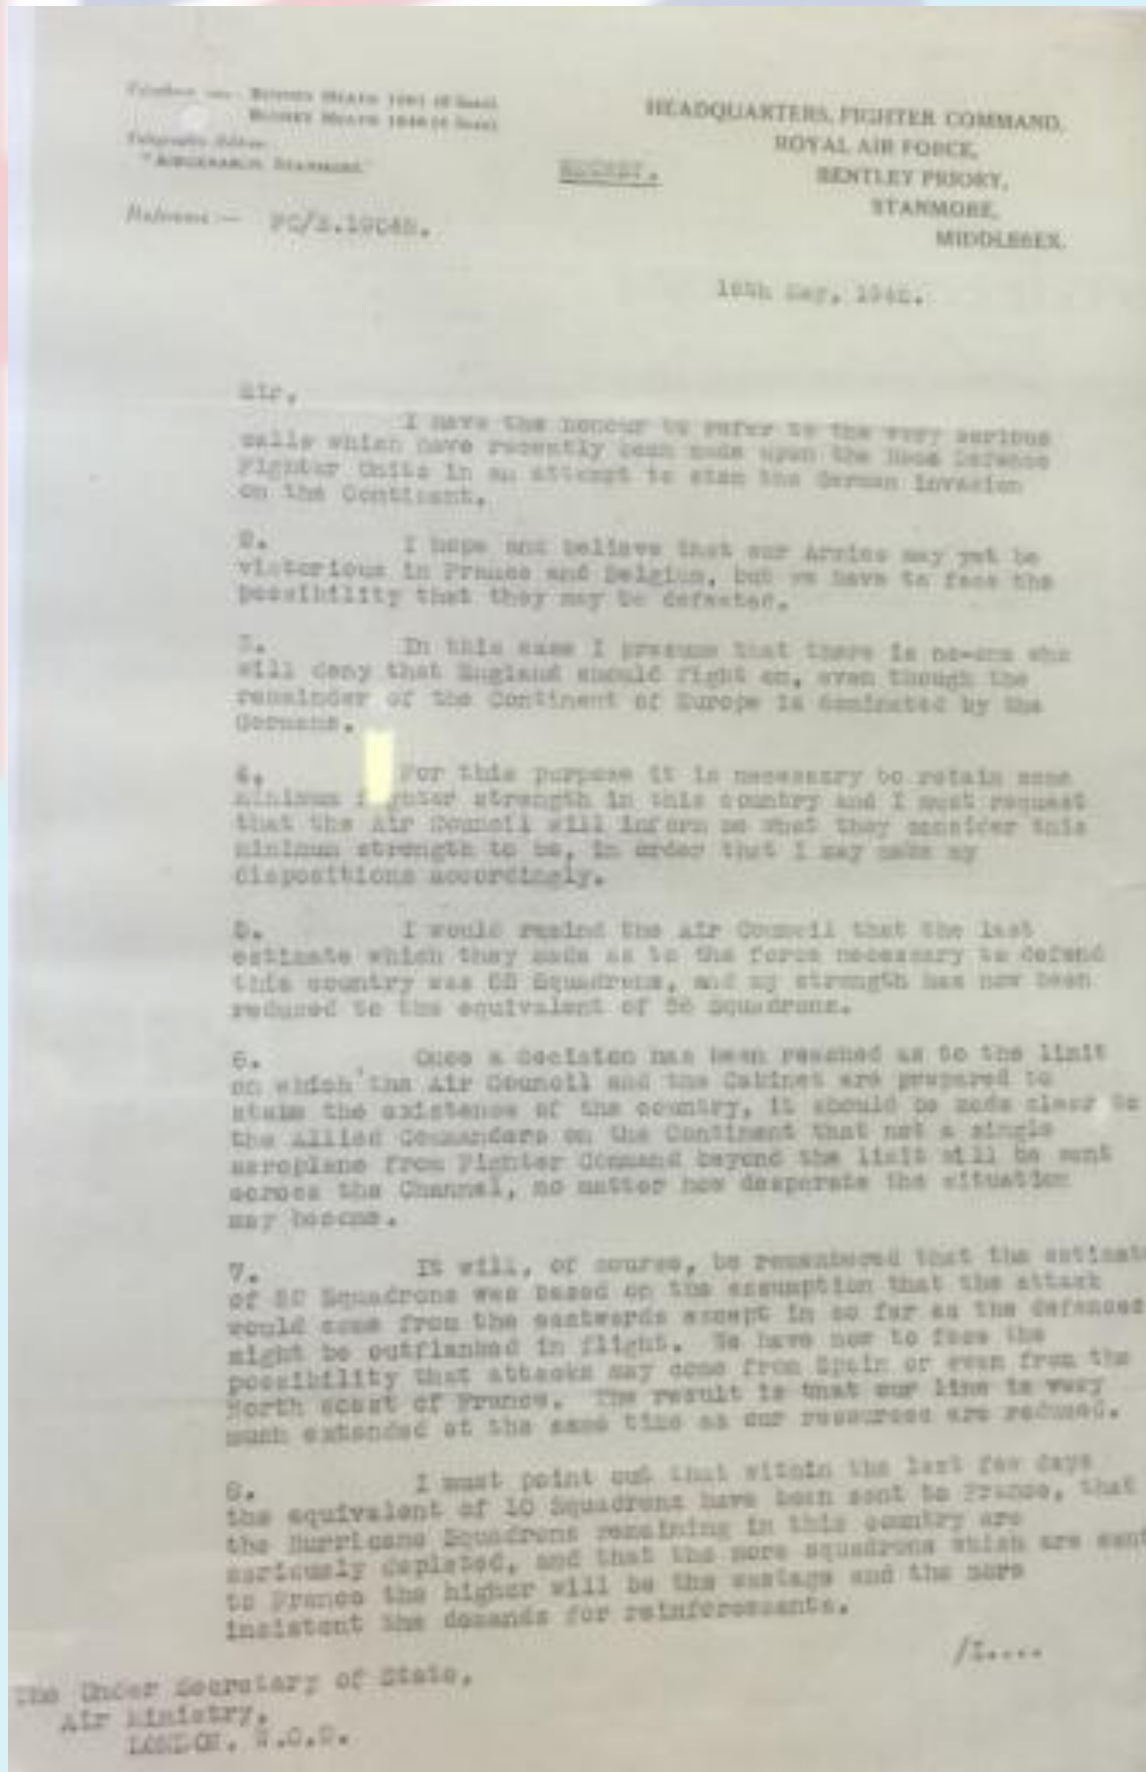 HEADQUARTERS, FIGHTER COMMAND,
ROYAL AIR FORCE,
BENTLEY PRIORY,
STANMORE,
MIDDLESEX.
SECRET.
Reference :—
May,
Sir,
I have the honour to refer to the very serious
calls which have recently been made upon the Home Defence
Fighter Units in an attempt to stem the German invasion
on the Continent.
2. I hope and believe that our Armies may yet be
victorious in France and Belgium, but we have to face the
possibility that they may be defeated.
3. In this case I presume that there is no-one who
will deny that England should fight on, even though the
remainder of the Continent of Europe is dominated by the
Germans.
4. For this purpose it is necessary to retain some
minimum fighter strength in this country and I must request
that the Air Council will inform me what they consider this
minimum strength to be, in order that I may make my
dispositions accordingly.
5. I would remind the Air Council that the last
estimate which they made as to the force necessary to defend
this country was Squadrons, and my strength has now been
reduced to the equivalent of 36 Squadrons.
6. Once a decision has been reached as to the limit
on which the Air Council and the Cabinet are prepared to
stake the existence of the country, it should be made clear to
the Allied Commanders on the Continent that not a single
aeroplane from Fighter Command beyond the limit will be sent
across the Channel, no matter how desperate the situation
may become.
7. It will, of course, be remembered that the estimate
of Squadrons was based on the assumption that the attack
would come from the eastwards except in so far as the defences
might be outflanked in flight. We have now to face the
possibility that attacks may come from Spain or even from the
North coast of France. The result is that our line is very
much extended at the same time as our resources are reduced.
8. I must point out that within the last few days
the equivalent of 10 Squadrons have been sent to France, that
the Hurricane Squadrons remaining in this country are
seriously depleted, and that the more squadrons which are sent
to France the higher will be the wastage and the more
insistent the demands for reinforcements.
The Under Secretary of State,
Air Ministry,
LONDON. W.C.2.